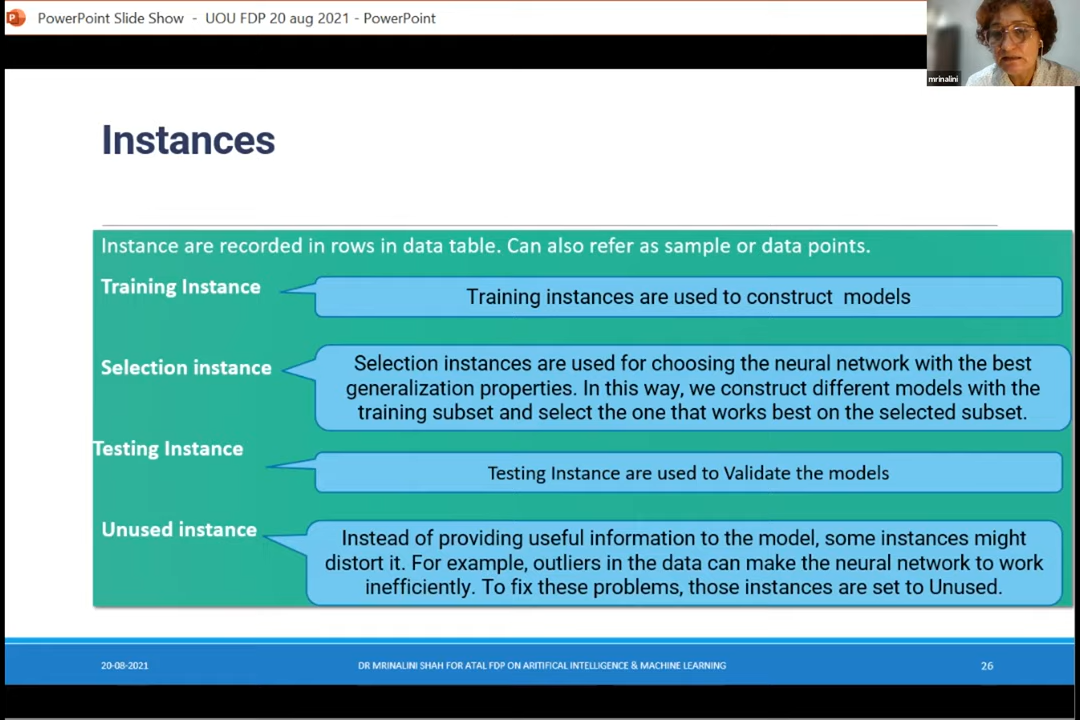 PowerPoint Slide Show - UOU FDP 20 aug 2021 - PowerPoint
mrinalini
Instances
Instance are recorded in rows in data table. Can also refer as sample or data points.
Training Instance
Training instances are used to construct models
Selection instance
Selection instances are used for choosing the neural network with the best
generalization properties. In this way, we construct different models with the
training subset and select the one that works best on the selected subset.
Testing Instance
Testing Instance are used to Validate the models
Unused instance
Instead of providing useful information to the model, some instances might
distort it. For example, outliers in the data can make the neural network to work
inefficiently. To fix these problems, those instances are set to Unused.
20-08-2021
DR MRINALINI SHAH FOR ATAL FDP ON ARITIFICAL INTELLIGENCE & MACHINE LEARNING
26